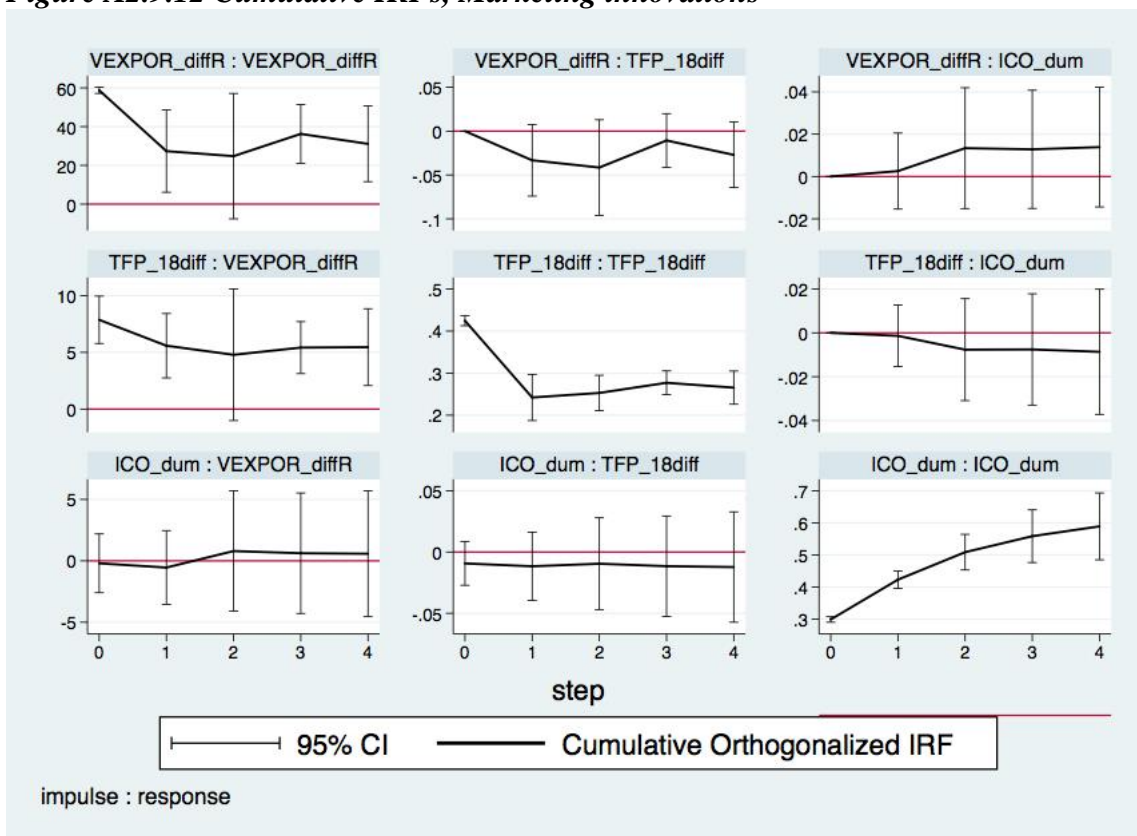 Figure A2.9.12 Cumulative IRFs, Marketing innovations
VEXPOR_diffR : VEXPOR_diffR
VEXPOR_diffR : TFP_18diff
VEXPOR_diffR : ICO_dum
60
40
20
0
.05
0
-.05
-.1
.04
.02
0
-.02
TFP_18diff : VEXPOR_diffR
TFP_18diff : TFP_18diff
TFP_18diff : ICO_dum
10
5
0
.5
.4
.3
.2
.02
0
-.02
-.04
ICO_dum : VEXPOR_diffR
ICO_dum : TFP_18diff
ICO_dum : ICO_dum
5
0
-5
.05
0
-.05
.7
.6
.5
.4
.3
0 1 2 3 4
0 1 2 3 4
0 1 2 3 4
step
95% CI
Cumulative Orthogonalized IRF
impulse : response